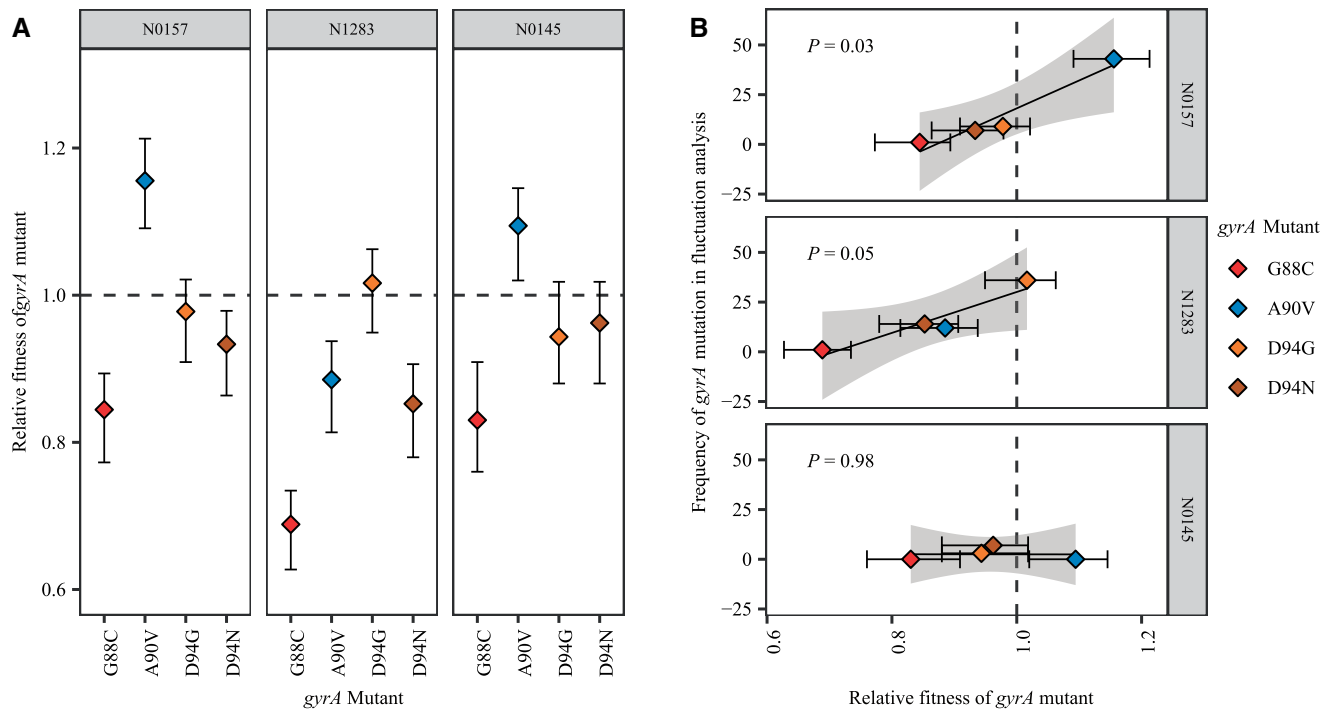 A
N0157
N1283
N0145
Relative fitness ofgyrA mutant
1.2
1.0
0.8
0.6
G88C
A90V
D94G
D94N
G88C
A90V
D94G
D94N
G88C
A90V
D94G
D94N
gyrA Mutant
B
Frequency of gyrA mutation in fluctuation analysis
50
25
0
−25
P = 0.03
N0157
50
25
0
−25
P = 0.05
N1283
50
25
0
−25
P = 0.98
N0145
0.6
0.8
1.0
1.2
Relative fitness of gyrA mutant
gyrA Mutant
G88C
A90V
D94G
D94N